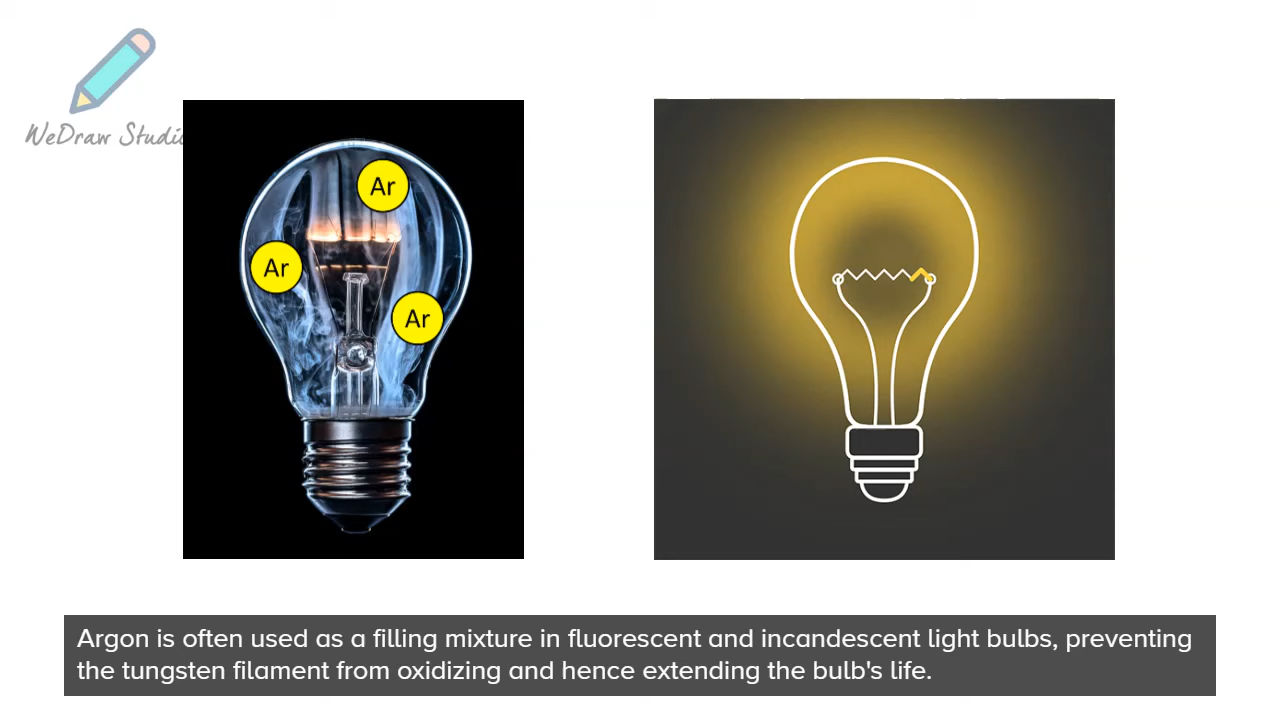 WeDraw Studio
Ar
Ar
Ar
Argon is often used as a filling mixture in fluorescent and incandescent light bulbs, preventing
the tungsten filament from oxidizing and hence extending the bulb's life.